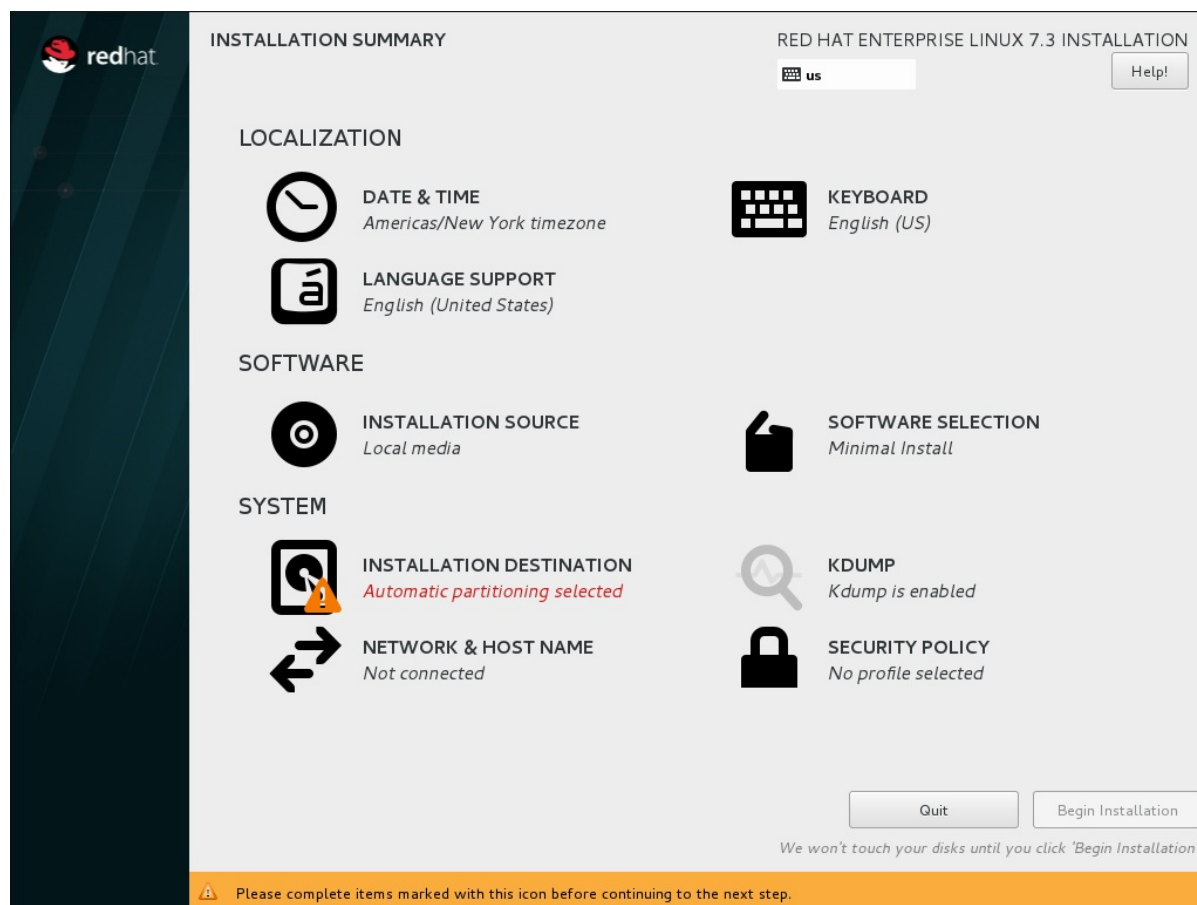 redhat.
INSTALLATION SUMMARY
RED HAT ENTERPRISE LINUX 7.3 INSTALLATION
us
Help!
LOCALIZATION
DATE & TIME
Americas/New York timezone
KEYBOARD
English (US)
á
LANGUAGE SUPPORT
English (United States)
SOFTWARE
INSTALLATION SOURCE
Local media
SOFTWARE SELECTION
Minimal Install
SYSTEM
INSTALLATION DESTINATION
Automatic partitioning selected
KDUMP
Kdump is enabled
NETWORK & HOST NAME
Not connected
SECURITY POLICY
No profile selected
Quit
Begin Installation
We won't touch your disks until you click 'Begin Installation
Please complete items marked with this icon before continuing to the next step.